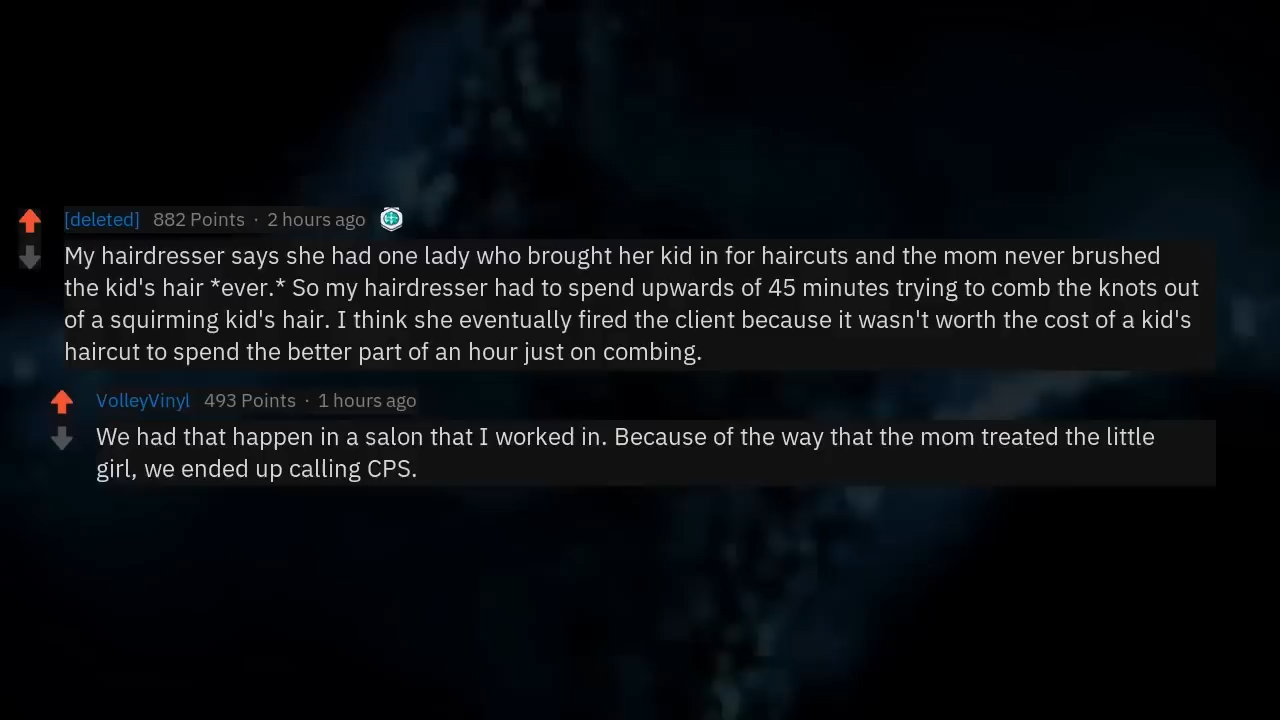 [deleted] 882 Points · 2 hours ago
My hairdresser says she had one lady who brought her kid in for haircuts and the mom never brushed
the kid's hair *ever.* So my hairdresser had to spend upwards of 45 minutes trying to comb the knots out
of a squirming kid's hair. I think she eventually fired the client because it wasn't worth the cost of a kid's
haircut to spend the better part of an hour just on combing.
VolleyVinyl 493 Points · 1 hours ago
We had that happen in a salon that I worked in. Because of the way that the mom treated the little
girl, we ended up calling CPS.